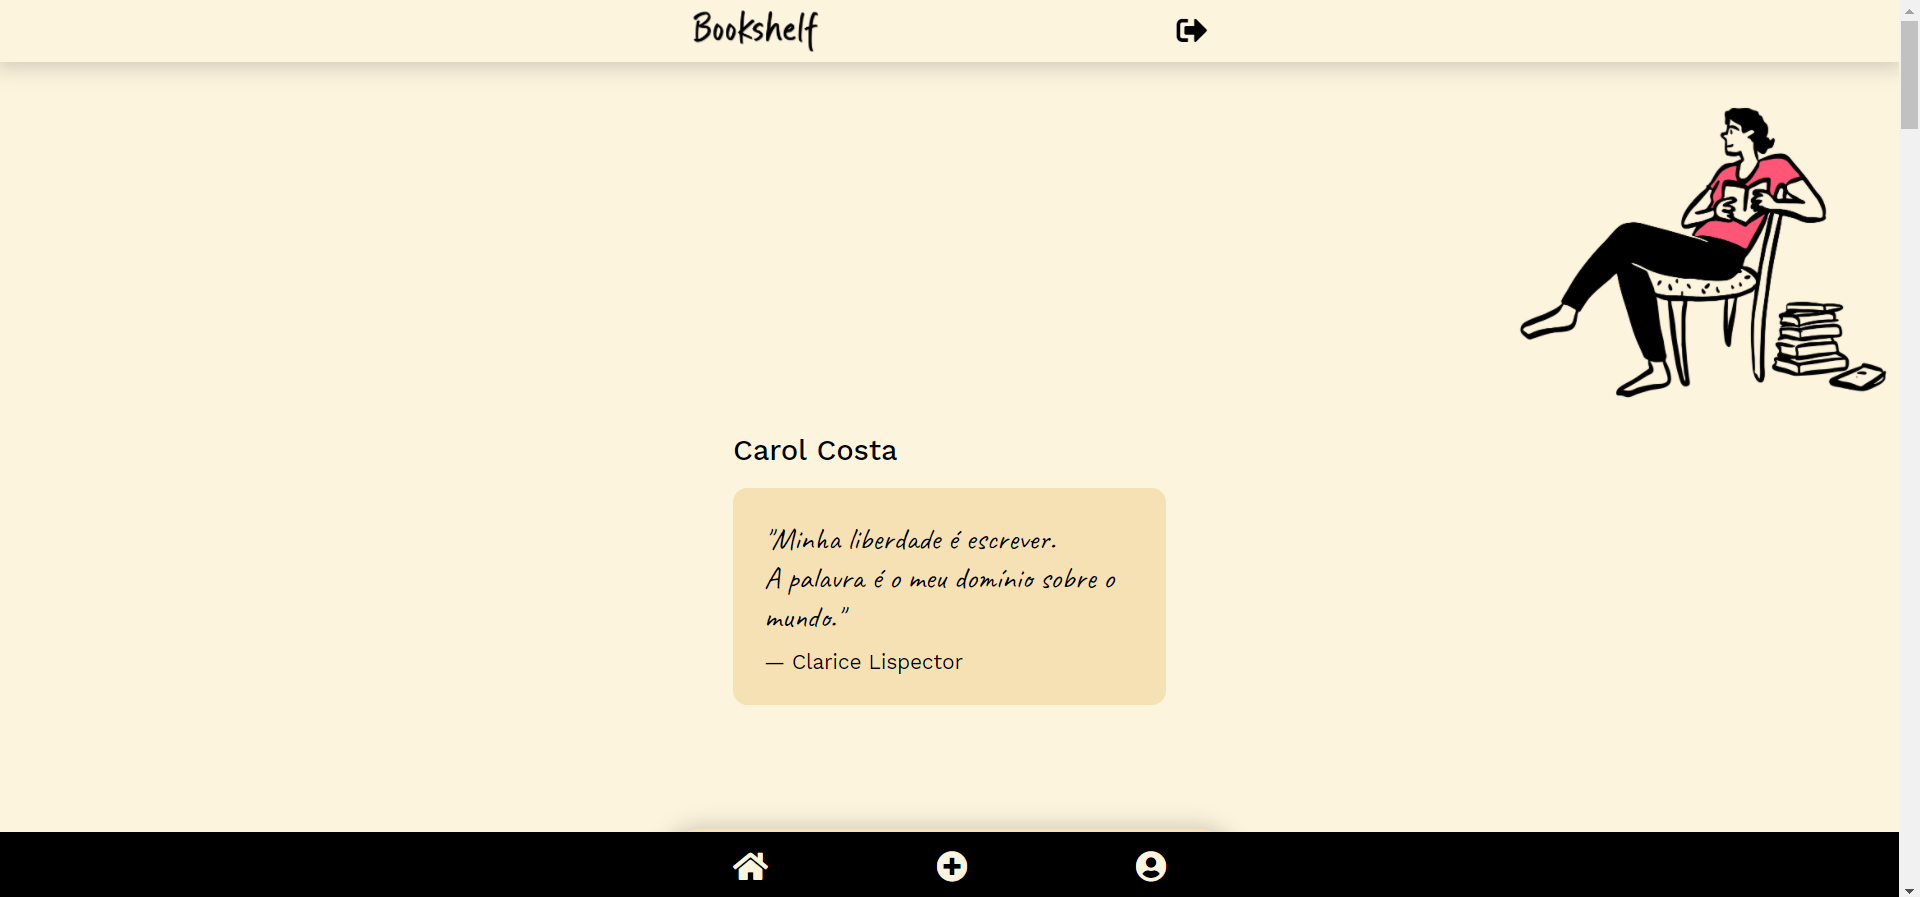 Bookshelf
Carol Costa
"Minha liberdade é escrever.
A palavra é o meu domínio sobre o
mundo."
— Clarice Lispector